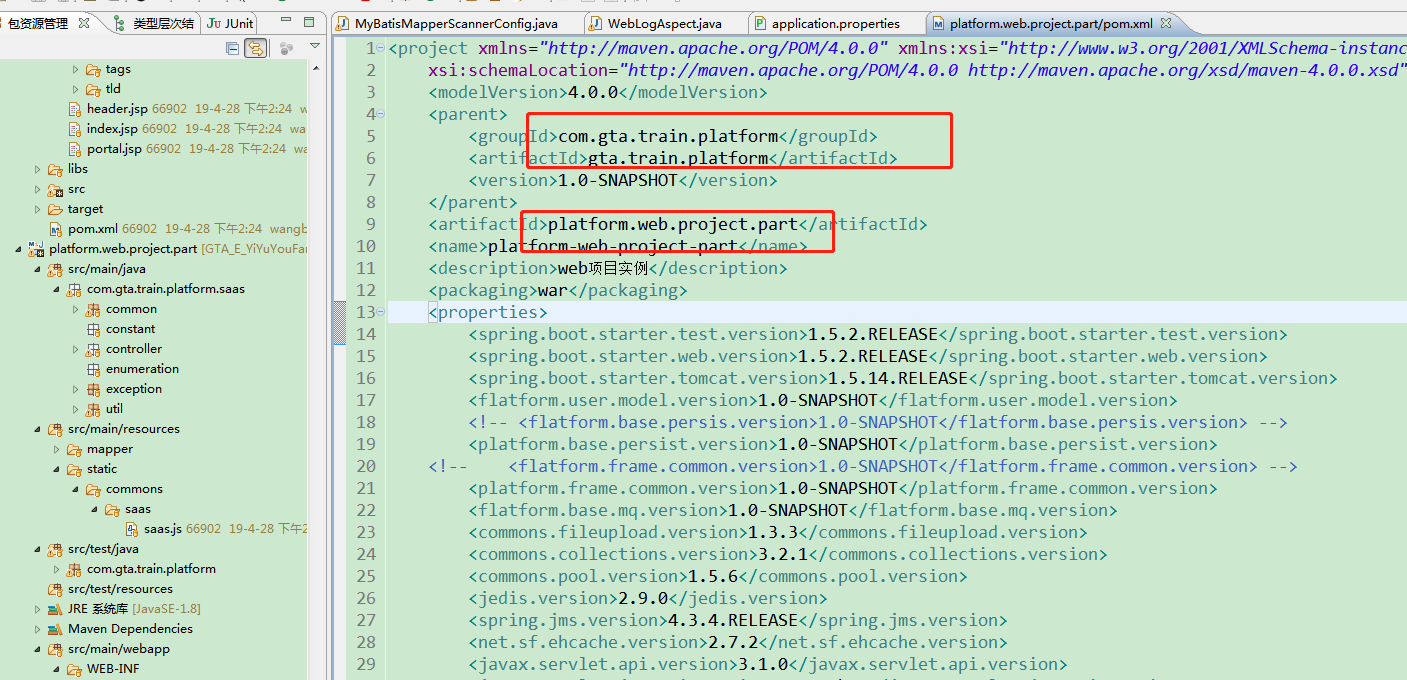 包资源管理
类型层次结
JUnit
MyBatisMapperScannerConfig.java
WebLogAspect.java
application.properties
platform.web.project.part/pom.xml
tags
tld
header.jsp 66902 19-4-28 下午2:24 w
index.jsp 66902 19-4-28 下午2:24 wa
portal.jsp 66902 19-4-28 下午2:24 wa
libs
src
target
pom.xml 66902 19-4-28 下午2:24 wangb
platform.web.project.part [GTA_E_YiYuYouFan
src/main/java
com.gta.train.platform.saas
common
constant
controller
enumeration
exception
util
src/main/resources
mapper
static
commons
saas
saas.js 66902 19-4-28 下午2
src/test/java
com.gta.train.platform
src/test/resources
JRE 系统库 [JavaSE-1.8]
Maven Dependencies
src/main/webapp
WEB-INF
1 <project xmlns="http://maven.apache.org/POM/4.0.0" xmlns:xsi="http://www.w3.org/2001/XMLSchema-instanc
2 xsi:schemaLocation="http://maven.apache.org/POM/4.0.0 http://maven.apache.org/xsd/maven-4.0.0.xsd"
3 <modelVersion>4.0.0</modelVersion>
4 <parent>
5 <groupId>com.gta.train.platform</groupId>
6 <artifactId>gta.train.platform</artifactId>
7 <version>1.0-SNAPSHOT</version>
8 </parent>
9 <artifactId>platform.web.project.part</artifactId>
10 <name>platform-web-project-part</name>
11 <description>web项目实例</description>
12 <packaging>war</packaging>
13 <properties>
14 <spring.boot.starter.test.version>1.5.2.RELEASE</spring.boot.starter.test.version>
15 <spring.boot.starter.web.version>1.5.2.RELEASE</spring.boot.starter.web.version>
16 <spring.boot.starter.tomcat.version>1.5.14.RELEASE</spring.boot.starter.tomcat.version>
17 <flatform.user.model.version>1.0-SNAPSHOT</flatform.user.model.version>
18 <!-- <flatform.base.persis.version>1.0-SNAPSHOT</flatform.base.persis.version> -->
19 <platform.base.persist.version>1.0-SNAPSHOT</platform.base.persist.version>
20 <!-- <flatform.frame.common.version>1.0-SNAPSHOT</flatform.frame.common.version> -->
21 <platform.frame.common.version>1.0-SNAPSHOT</platform.frame.common.version>
22 <flatform.base.mq.version>1.0-SNAPSHOT</flatform.base.mq.version>
23 <commons.fileupload.version>1.3.3</commons.fileupload.version>
24 <commons.collections.version>3.2.1</commons.collections.version>
25 <commons.pool.version>1.5.6</commons.pool.version>
26 <jedis.version>2.9.0</jedis.version>
27 <spring.jms.version>4.3.4.RELEASE</spring.jms.version>
28 <net.sf.ehcache.version>2.7.2</net.sf.ehcache.version>
29 <javax.servlet.api.version>3.1.0</javax.servlet.api.version>